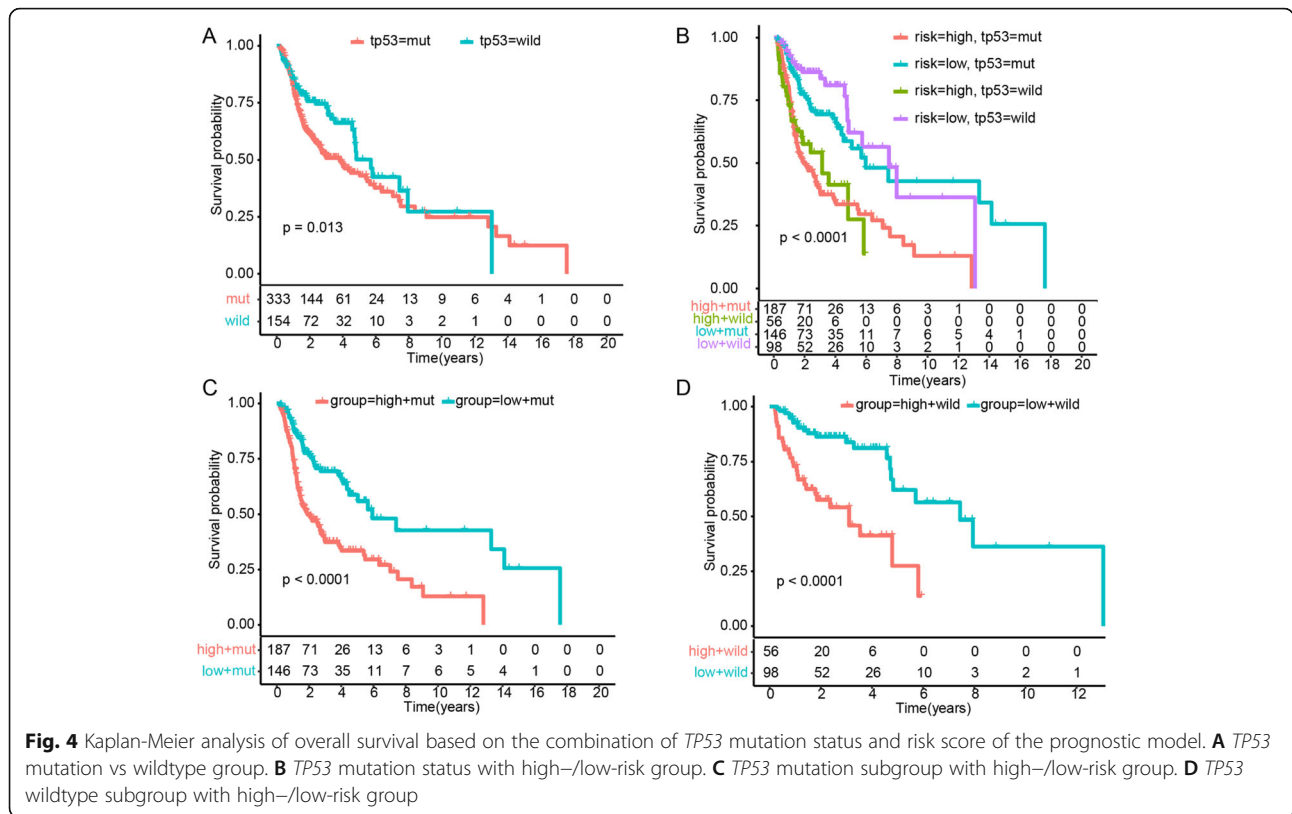 A
tp53=mut tp53=wild
Survival probability
1.00
0.75
0.50
0.25
0.00
p = 0.013
mut 333 144 61 24 13 9 6 4 1 0 0
wild 154 72 32 10 3 2 1 0 0 0 0
0 2 4 6 8 10 12 14 16 18 20
Time(years)
B
risk=high, tp53=mut
risk=low, tp53=mut
risk=high, tp53=wild
risk=low, tp53=wild
Survival probability
1.00
0.75
0.50
0.25
0.00
p < 0.0001
high+mut 187 71 26 13 6 3 1 0 0 0 0
high+wild 56 20 6 0 0 0 0 0 0 0 0
low+mut 146 73 35 11 7 6 5 4 1 0 0
low+wild 98 52 26 10 3 2 1 0 0 0 0
0 2 4 6 8 10 12 14 16 18 20
Time(years)
C
group=high+mut group=low+mut
Survival probability
1.00
0.75
0.50
0.25
0.00
p < 0.0001
high+mut 187 71 26 13 6 3 1 0 0 0 0
low+mut 146 73 35 11 7 6 5 4 1 0 0
0 2 4 6 8 10 12 14 16 18 20
Time(years)
D
group=high+wild group=low+wild
Survival probability
1.00
0.75
0.50
0.25
0.00
p < 0.0001
high+wild 56 20 6 0 0 0 0
low+wild 98 52 26 10 3 2 1
0 2 4 6 8 10 12
Time(years)
Fig. 4 Kaplan-Meier analysis of overall survival based on the combination of TP53 mutation status and risk score of the prognostic model. A TP53
mutation vs wildtype group. B TP53 mutation status with high−/low-risk group. C TP53 mutation subgroup with high−/low-risk group. D TP53
wildtype subgroup with high−/low-risk group